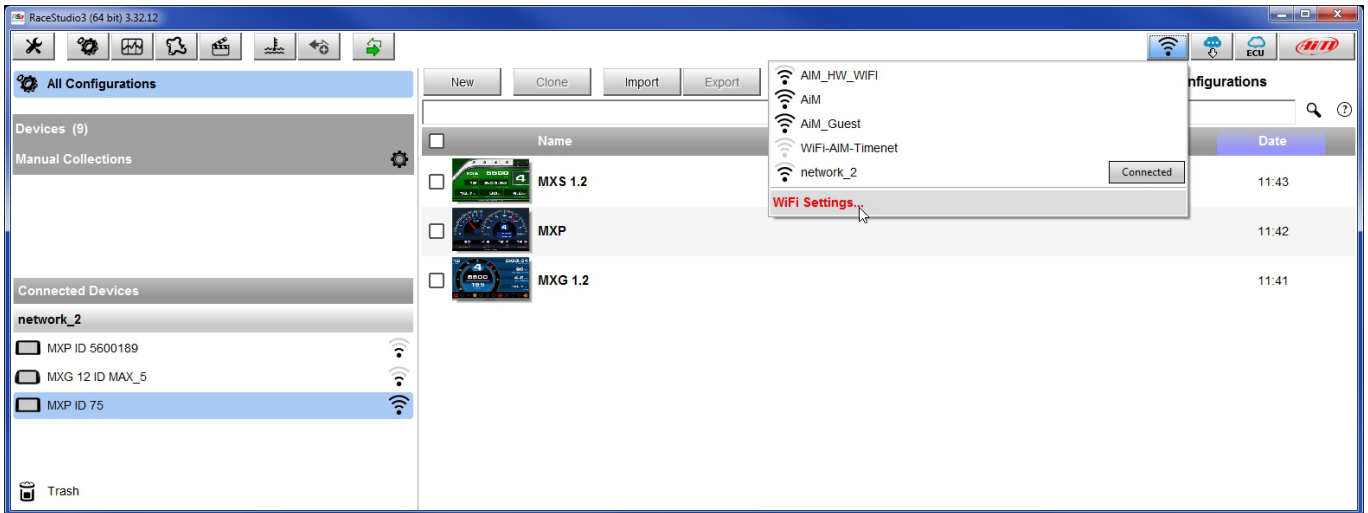 RaceStudio3 (64 bit) 3.32.12
ECU
AiM
All Configurations
Devices (9)
Manual Collections
Connected Devices
network_2
MXP ID 5600189
MXG 12 ID MAX_5
MXP ID 75
Trash
New Clone Import Export
nfigurations
AIM_HW_WIFI
AiM
AiM_Guest
WiFi-AIM-Timenet
network_2 Connected
WiFi Settings...
Name Date
MXS 1.2 11:43
MXP 11:42
MXG 1.2 11:41